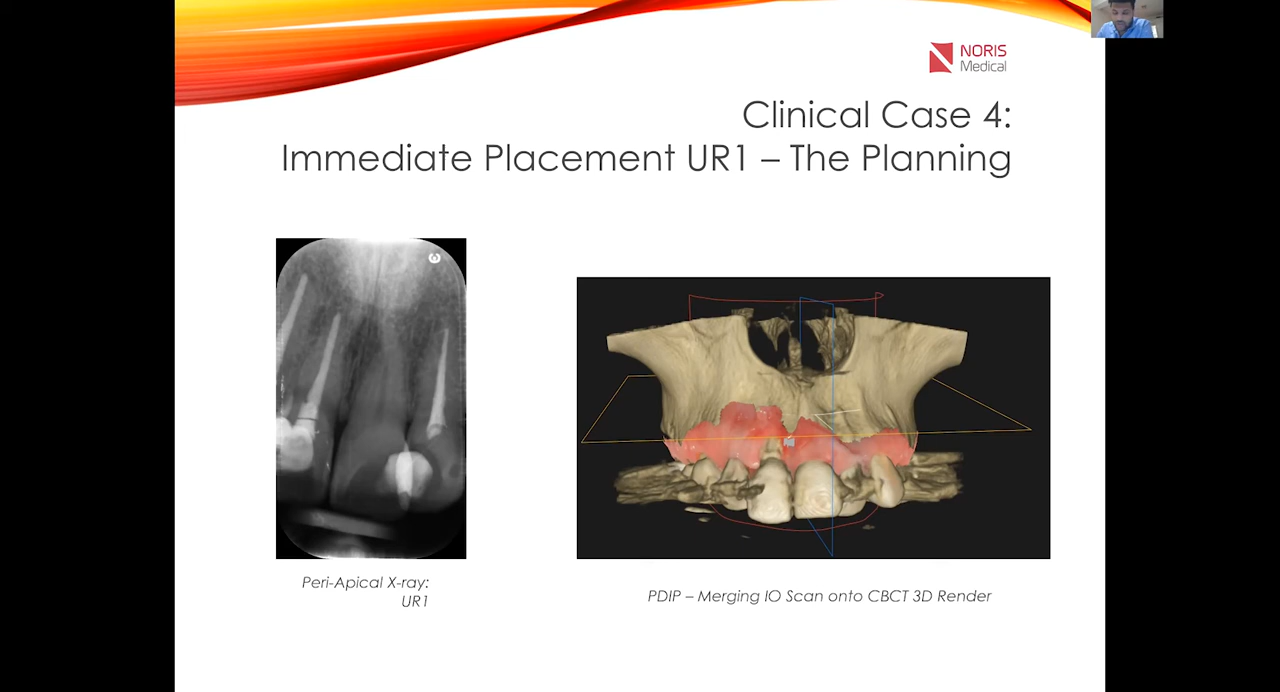 NORIS
Medical
Clinical Case 4:
Immediate Placement UR1 – The Planning
Peri-Apical X-ray:
UR1
PDIP – Merging IO Scan onto CBCT 3D Render